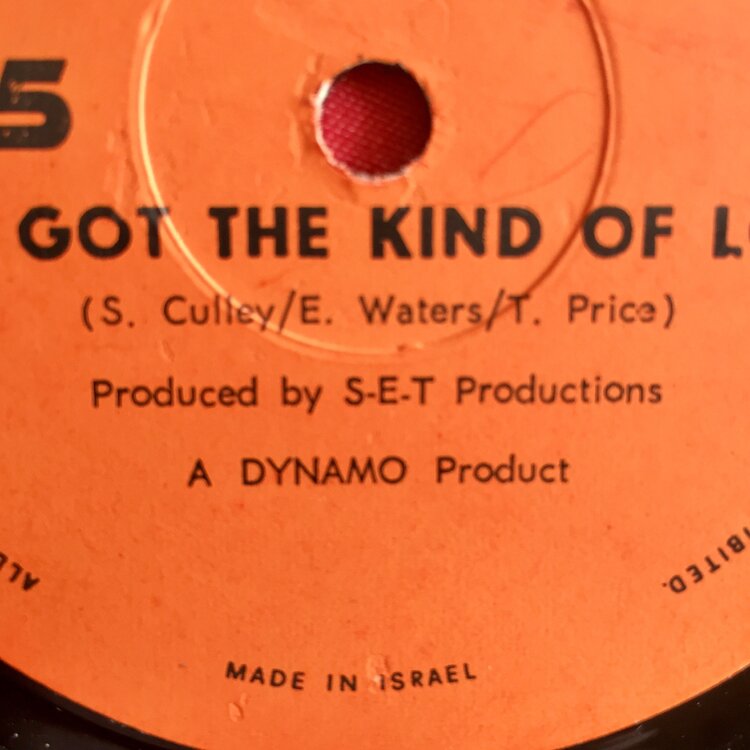 5
GOT THE KIND OF
(S. Culley/E. Waters/T. Price)
Produced by S-E-T Productions
A DYNAMO Product
MADE IN ISRAEL